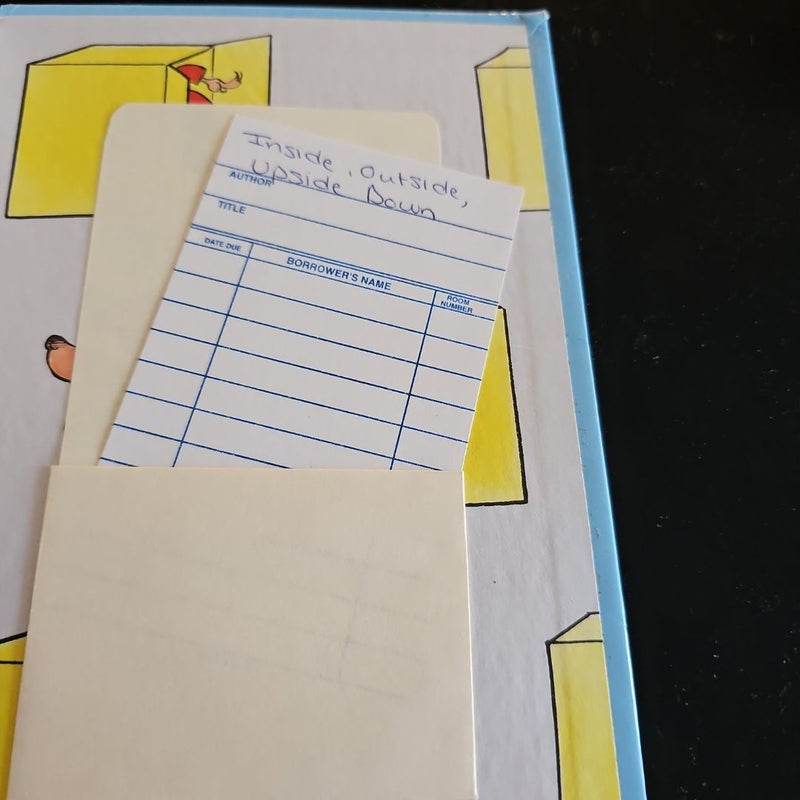 Inside, Outside,
Upside Down
AUTHOR
TITLE
DATE DUE
BORROWER'S NAME
ROOM
NUMBER